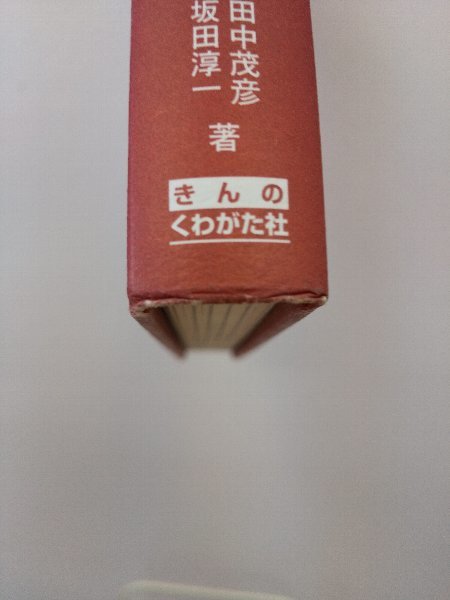 田中茂彦
坂田淳一
著
きんの
くわがた社